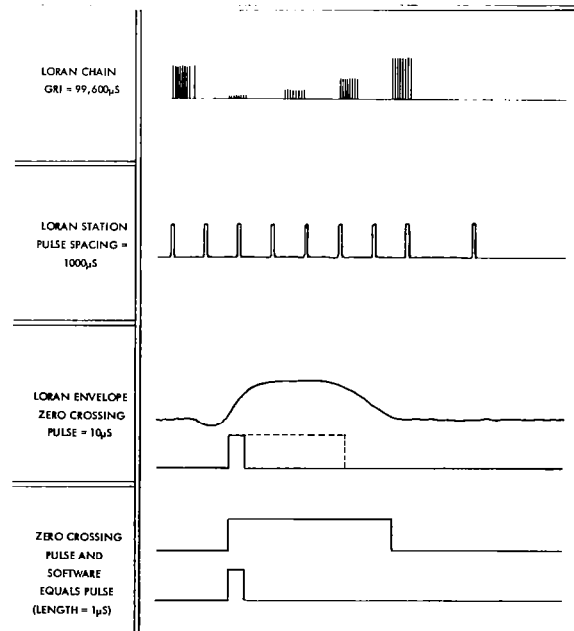 LORAN CHAIN
GRI = 99,600µS
LORAN STATION
PULSE SPACING =
1000µS
LORAN ENVELOPE
ZERO CROSSING
PULSE = 10µS
ZERO CROSSING
PULSE AND
SOFTWARE
EQUALS PULSE
(LENGTH = 1µS)